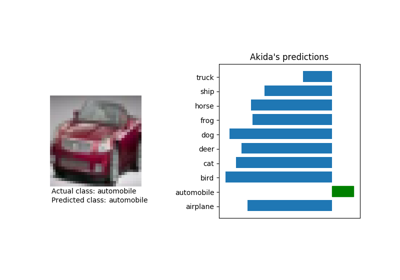 Akida's predictions
truck
ship
horse
frog
dog
deer
cat
bird
automobile
airplane
Actual class: automobile
Predicted class: automobile